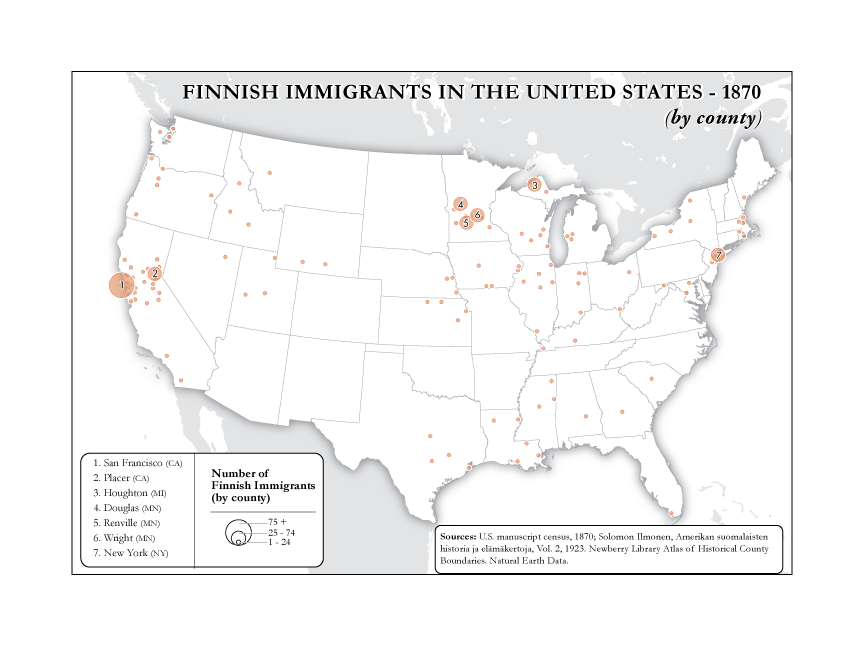 FINNISH IMMIGRANTS IN THE UNITED STATES - 1870
(by county)
3
4
6
5
7
2
1
1. San Francisco (CA)
2. Placer (CA)
3. Houghton (MI)
4. Douglas (MN)
5. Renville (MN)
6. Wright (MN)
7. New York (NY)
Number of
Finnish Immigrants
(by county)
75 +
25 - 74
1 - 24
Sources: U.S. manuscript census, 1870; Solomon Ilmonen, Amerikan suomalaisten
historia ja elämäkertoja, Vol. 2, 1923. Newberry Library Atlas of Historical County
Boundaries. Natural Earth Data.